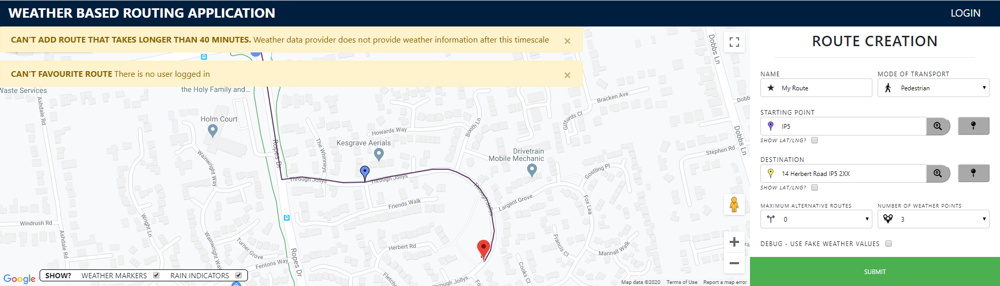 WEATHER BASED ROUTING APPLICATION
LOGIN
CAN'T ADD ROUTE THAT TAKES LONGER THAN 40 MINUTES. Weather data provider does not provide weather information after this timescale ×
CAN'T FAVOURITE ROUTE There is no user logged in ×
Waste Services
the Holy Family and...
Ashdale Rd
Holm Court
Wainwright Way
Ropes Dr
The Whinneys
Howards Way
Kesgrave Aerials
Booth Ln
Bracken Ave
Giffords Cl
Dobbs Ln
Dobb
Dobbs Ln
Drivetrain
Mobile Mechanic
Stephen Rd
Gostling Pl
Through Jollys
Through Jollys
Through Jollys
Largent Grove
Fox Lea
Friends Walk
Windrush Rd
Ashdale Rd
Wright Ln
Wainwright Way
Turner Grove
Fentons Way
Ropes Dr
Herbert Rd
Francis Cl
Mannall Walk
Cooks Cl
Fletche
Through Jollys
Fox
Google
SHOW? WEATHER MARKERS RAIN INDICATORS
Map data ©2020 Terms of Use Report a map error
ROUTE CREATION
NAME MODE OF TRANSPORT
My Route Pedestrian
STARTING POINT
IP5
SHOW LAT/LNG?
DESTINATION
14 Herbert Road IP5 2XX
SHOW LAT/LNG?
MAXIMUM ALTERNATIVE ROUTES NUMBER OF WEATHER POINTS
0 3
DEBUG - USE FAKE WEATHER VALUES
SUBMIT